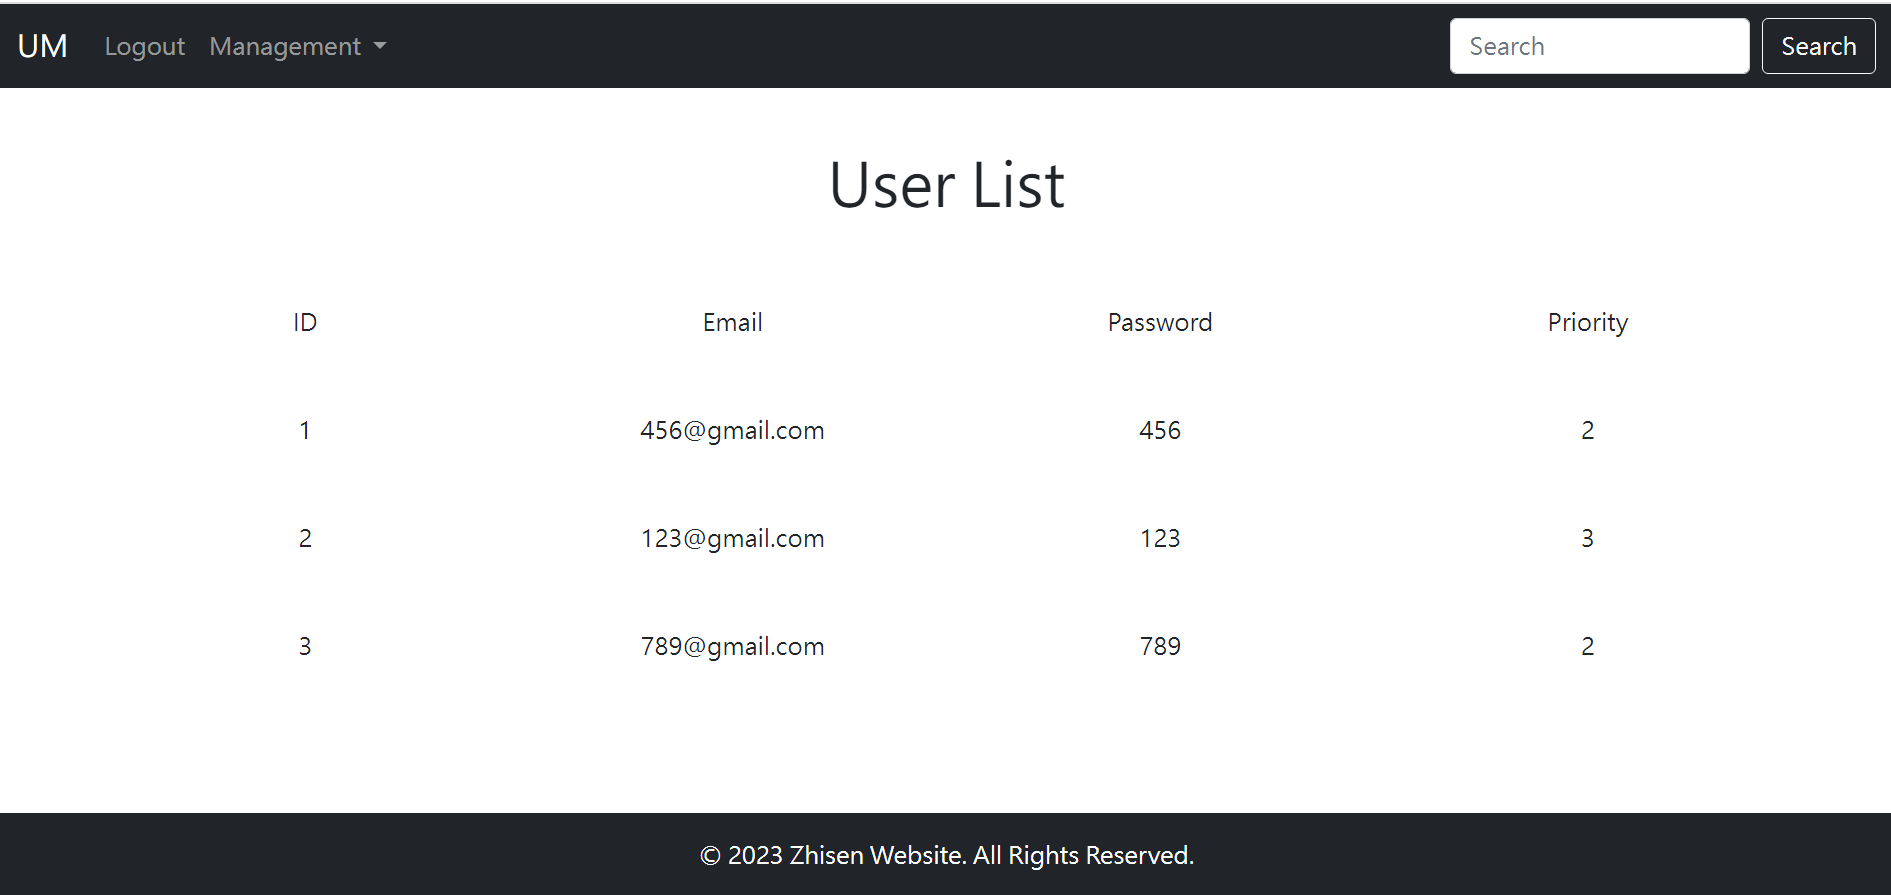 UM Logout Management Search Search
User List
ID Email Password Priority
1 456@gmail.com 456 2
2 123@gmail.com 123 3
3 789@gmail.com 789 2
© 2023 Zhisen Website. All Rights Reserved.